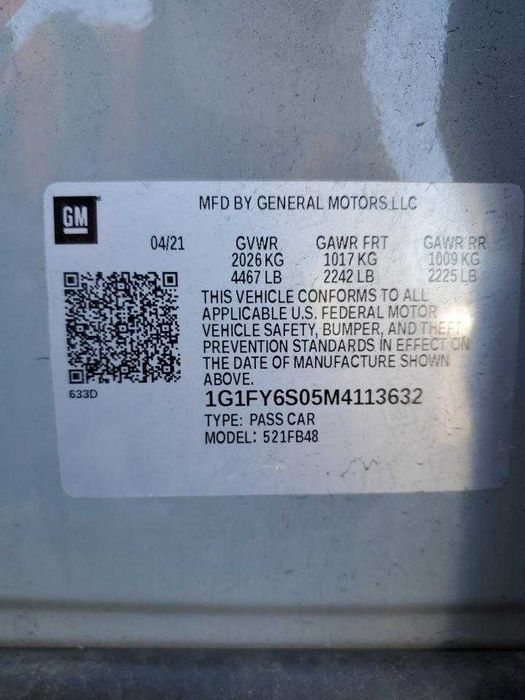 GM
MFD BY GENERAL MOTORS LLC
04/21 GVWR GAWR FRT GAWR RR
2026 KG 1017 KG 1009 KG
4467 LB 2242 LB 2225 LB
THIS VEHICLE CONFORMS TO ALL
APPLICABLE U.S. FEDERAL MOTOR
VEHICLE SAFETY, BUMPER, AND THEFT
PREVENTION STANDARDS IN EFFECT ON
THE DATE OF MANUFACTURE SHOWN
ABOVE.
633D
1G1FY6S05M4113632
TYPE: PASS CAR
MODEL: 521FB48